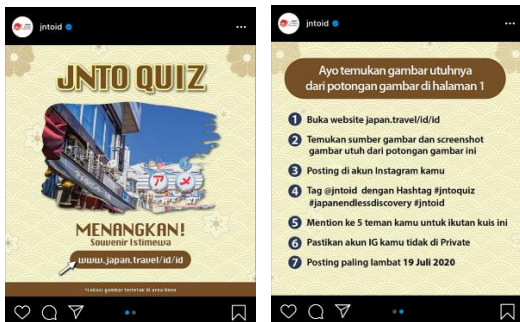 jntoid
JNTO QUIZ
ア メ
MENANGKAN!
Souvenir Istimewa
www.japan.travel/id/id
*Lokasi gambar terletak di area Ueno
jntoid
Ayo temukan gambar utuhnya
dari potongan gambar di halaman 1
1 Buka website japan.travel/id/id
2 Temukan sumber gambar dan screenshot
gambar utuh dari potongan gambar ini
3 Posting di akun Instagram kamu
4 Tag @jntoid dengan Hashtag #jntoquiz
#japanendlessdiscovery #jntoid
5 Mention ke 5 teman kamu untuk ikutan kuis ini
6 Pastikan akun IG kamu tidak di Private
7 Posting paling lambat 19 Juli 2020